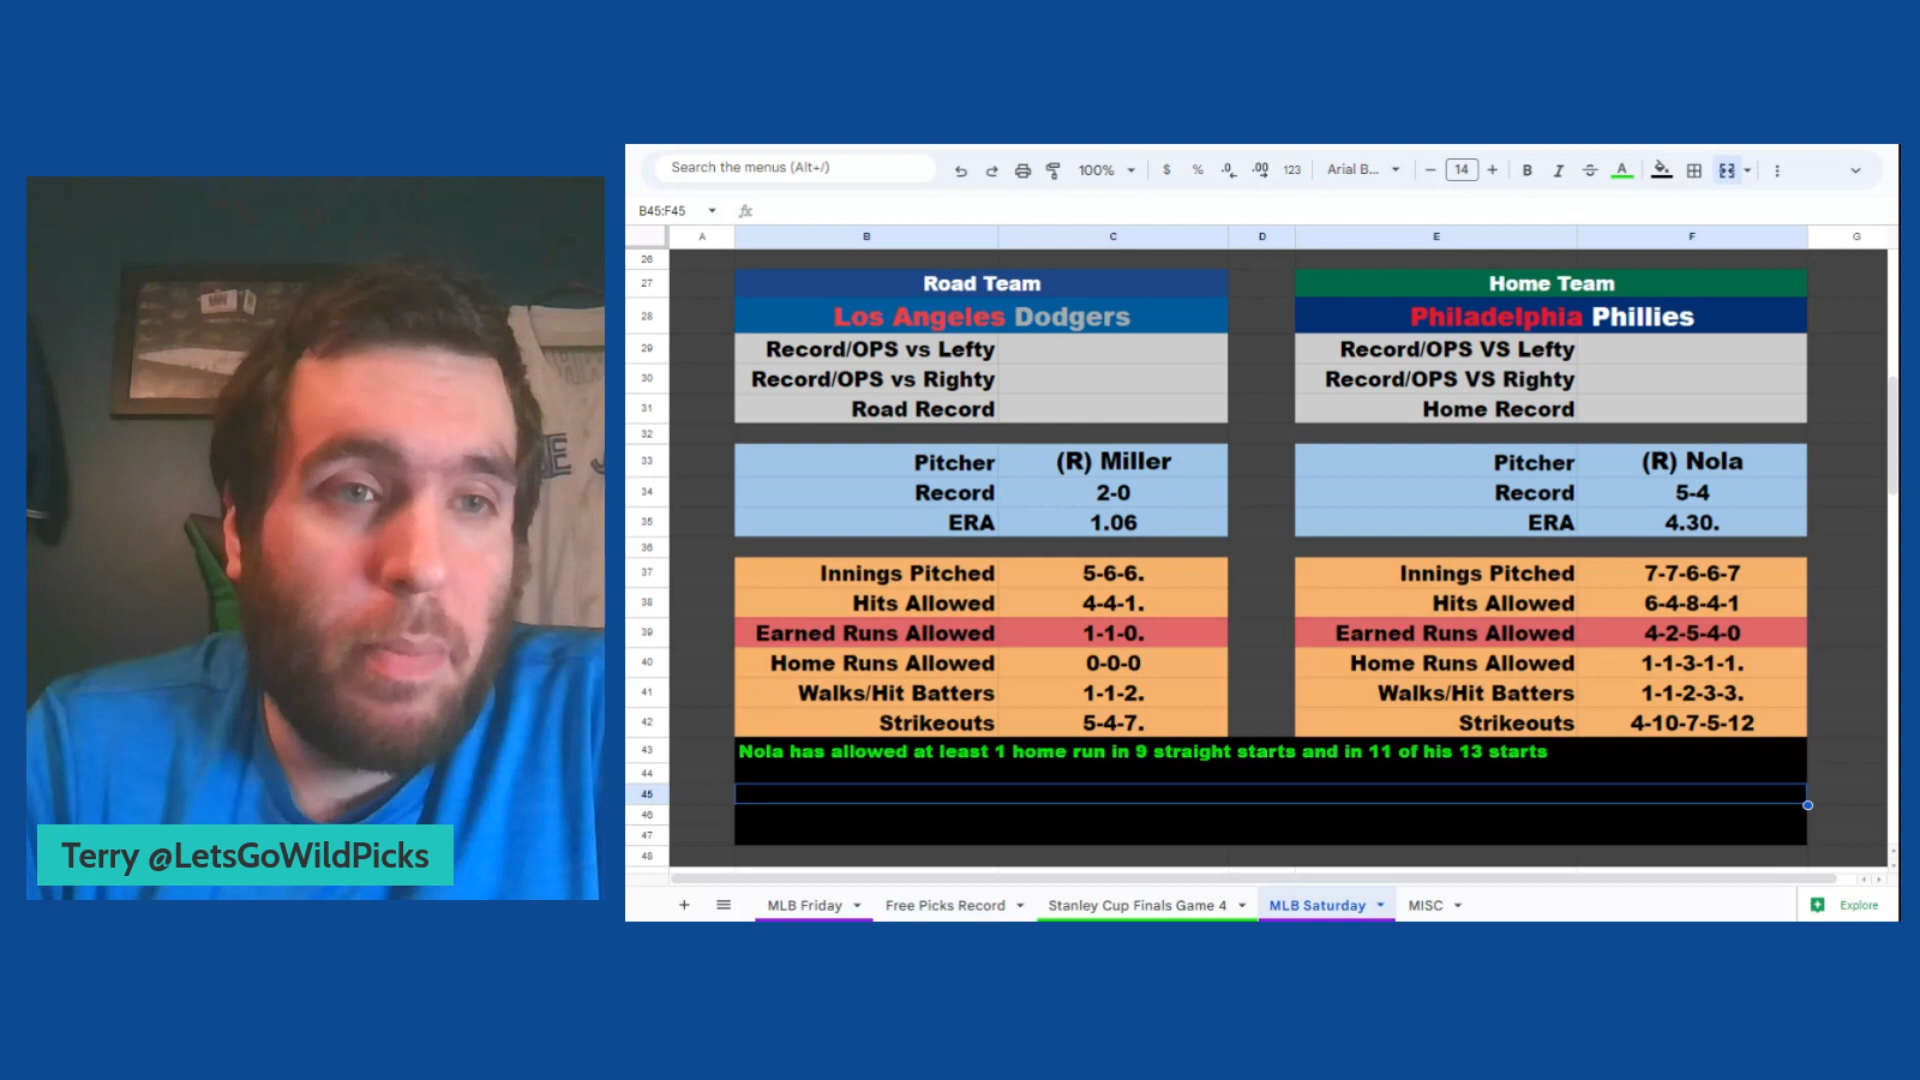 Terry @LetsGoWildPicks
Search the menus (Alt+/)
100%
$ % .0 .00 123 Arial B... 14 B I A
B45:F45 fx
A B C D E F G
26
27 Road Team Home Team
28 Los Angeles Dodgers Philadelphia Phillies
29 Record/OPS vs Lefty Record/OPS VS Lefty
30 Record/OPS vs Righty Record/OPS VS Righty
31 Road Record Home Record
32
33 Pitcher (R) Miller Pitcher (R) Nola
34 Record 2-0 Record 5-4
35 ERA 1.06 ERA 4.30.
36
37 Innings Pitched 5-6-6. Innings Pitched 7-7-6-6-7
38 Hits Allowed 4-4-1. Hits Allowed 6-4-8-4-1
39 Earned Runs Allowed 1-1-0. Earned Runs Allowed 4-2-5-4-0
40 Home Runs Allowed 0-0-0 Home Runs Allowed 1-1-3-1-1.
41 Walks/Hit Batters 1-1-2. Walks/Hit Batters 1-1-2-3-3.
42 Strikeouts 5-4-7. Strikeouts 4-10-7-5-12
43 Nola has allowed at least 1 home run in 9 straight starts and in 11 of his 13 starts
44
45
46
47
48
MLB Friday Free Picks Record Stanley Cup Finals Game 4 MLB Saturday MISC Explore